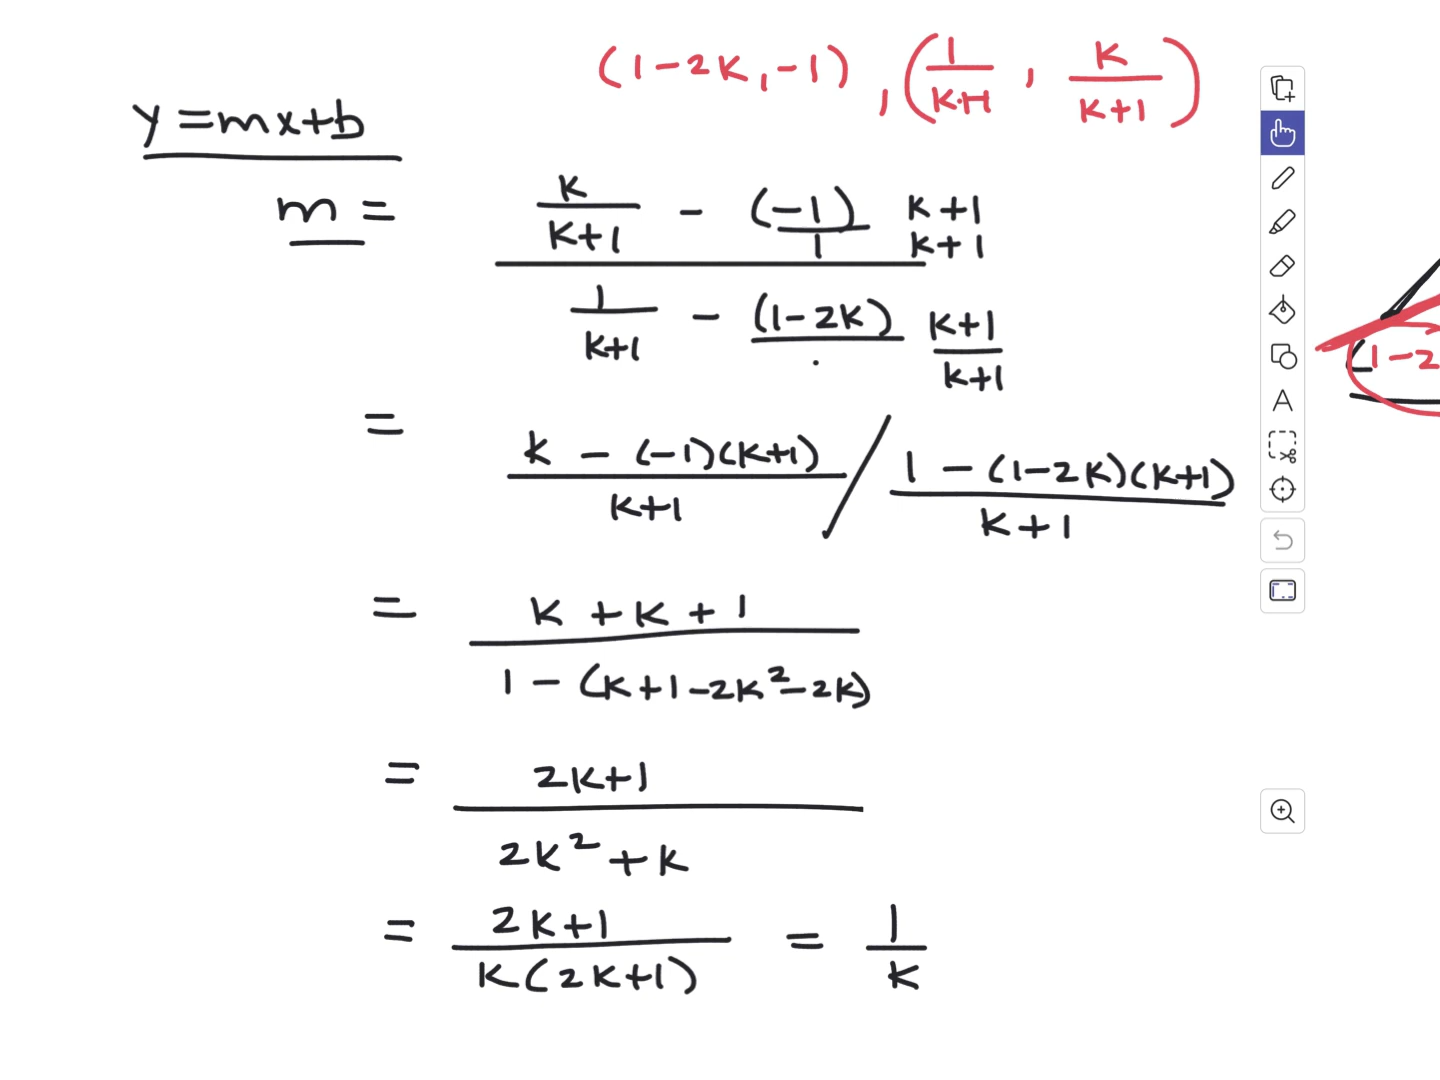 (1-2K,-1), (1/K+1, K/K+1)
y=mx+b
m = (K/K+1 - (-1)/1 K+1/K+1) / (1/K+1 - (1-2K) K+1/K+1)
= K - (-1)(K+1)/K+1 / 1 - (1-2K)(K+1)/K+1
1-2
= K+K+1 / 1-(K+1-2K²-2K)
= 2K+1 / 2K²+K
= 2K+1 / K(2K+1) = 1/K